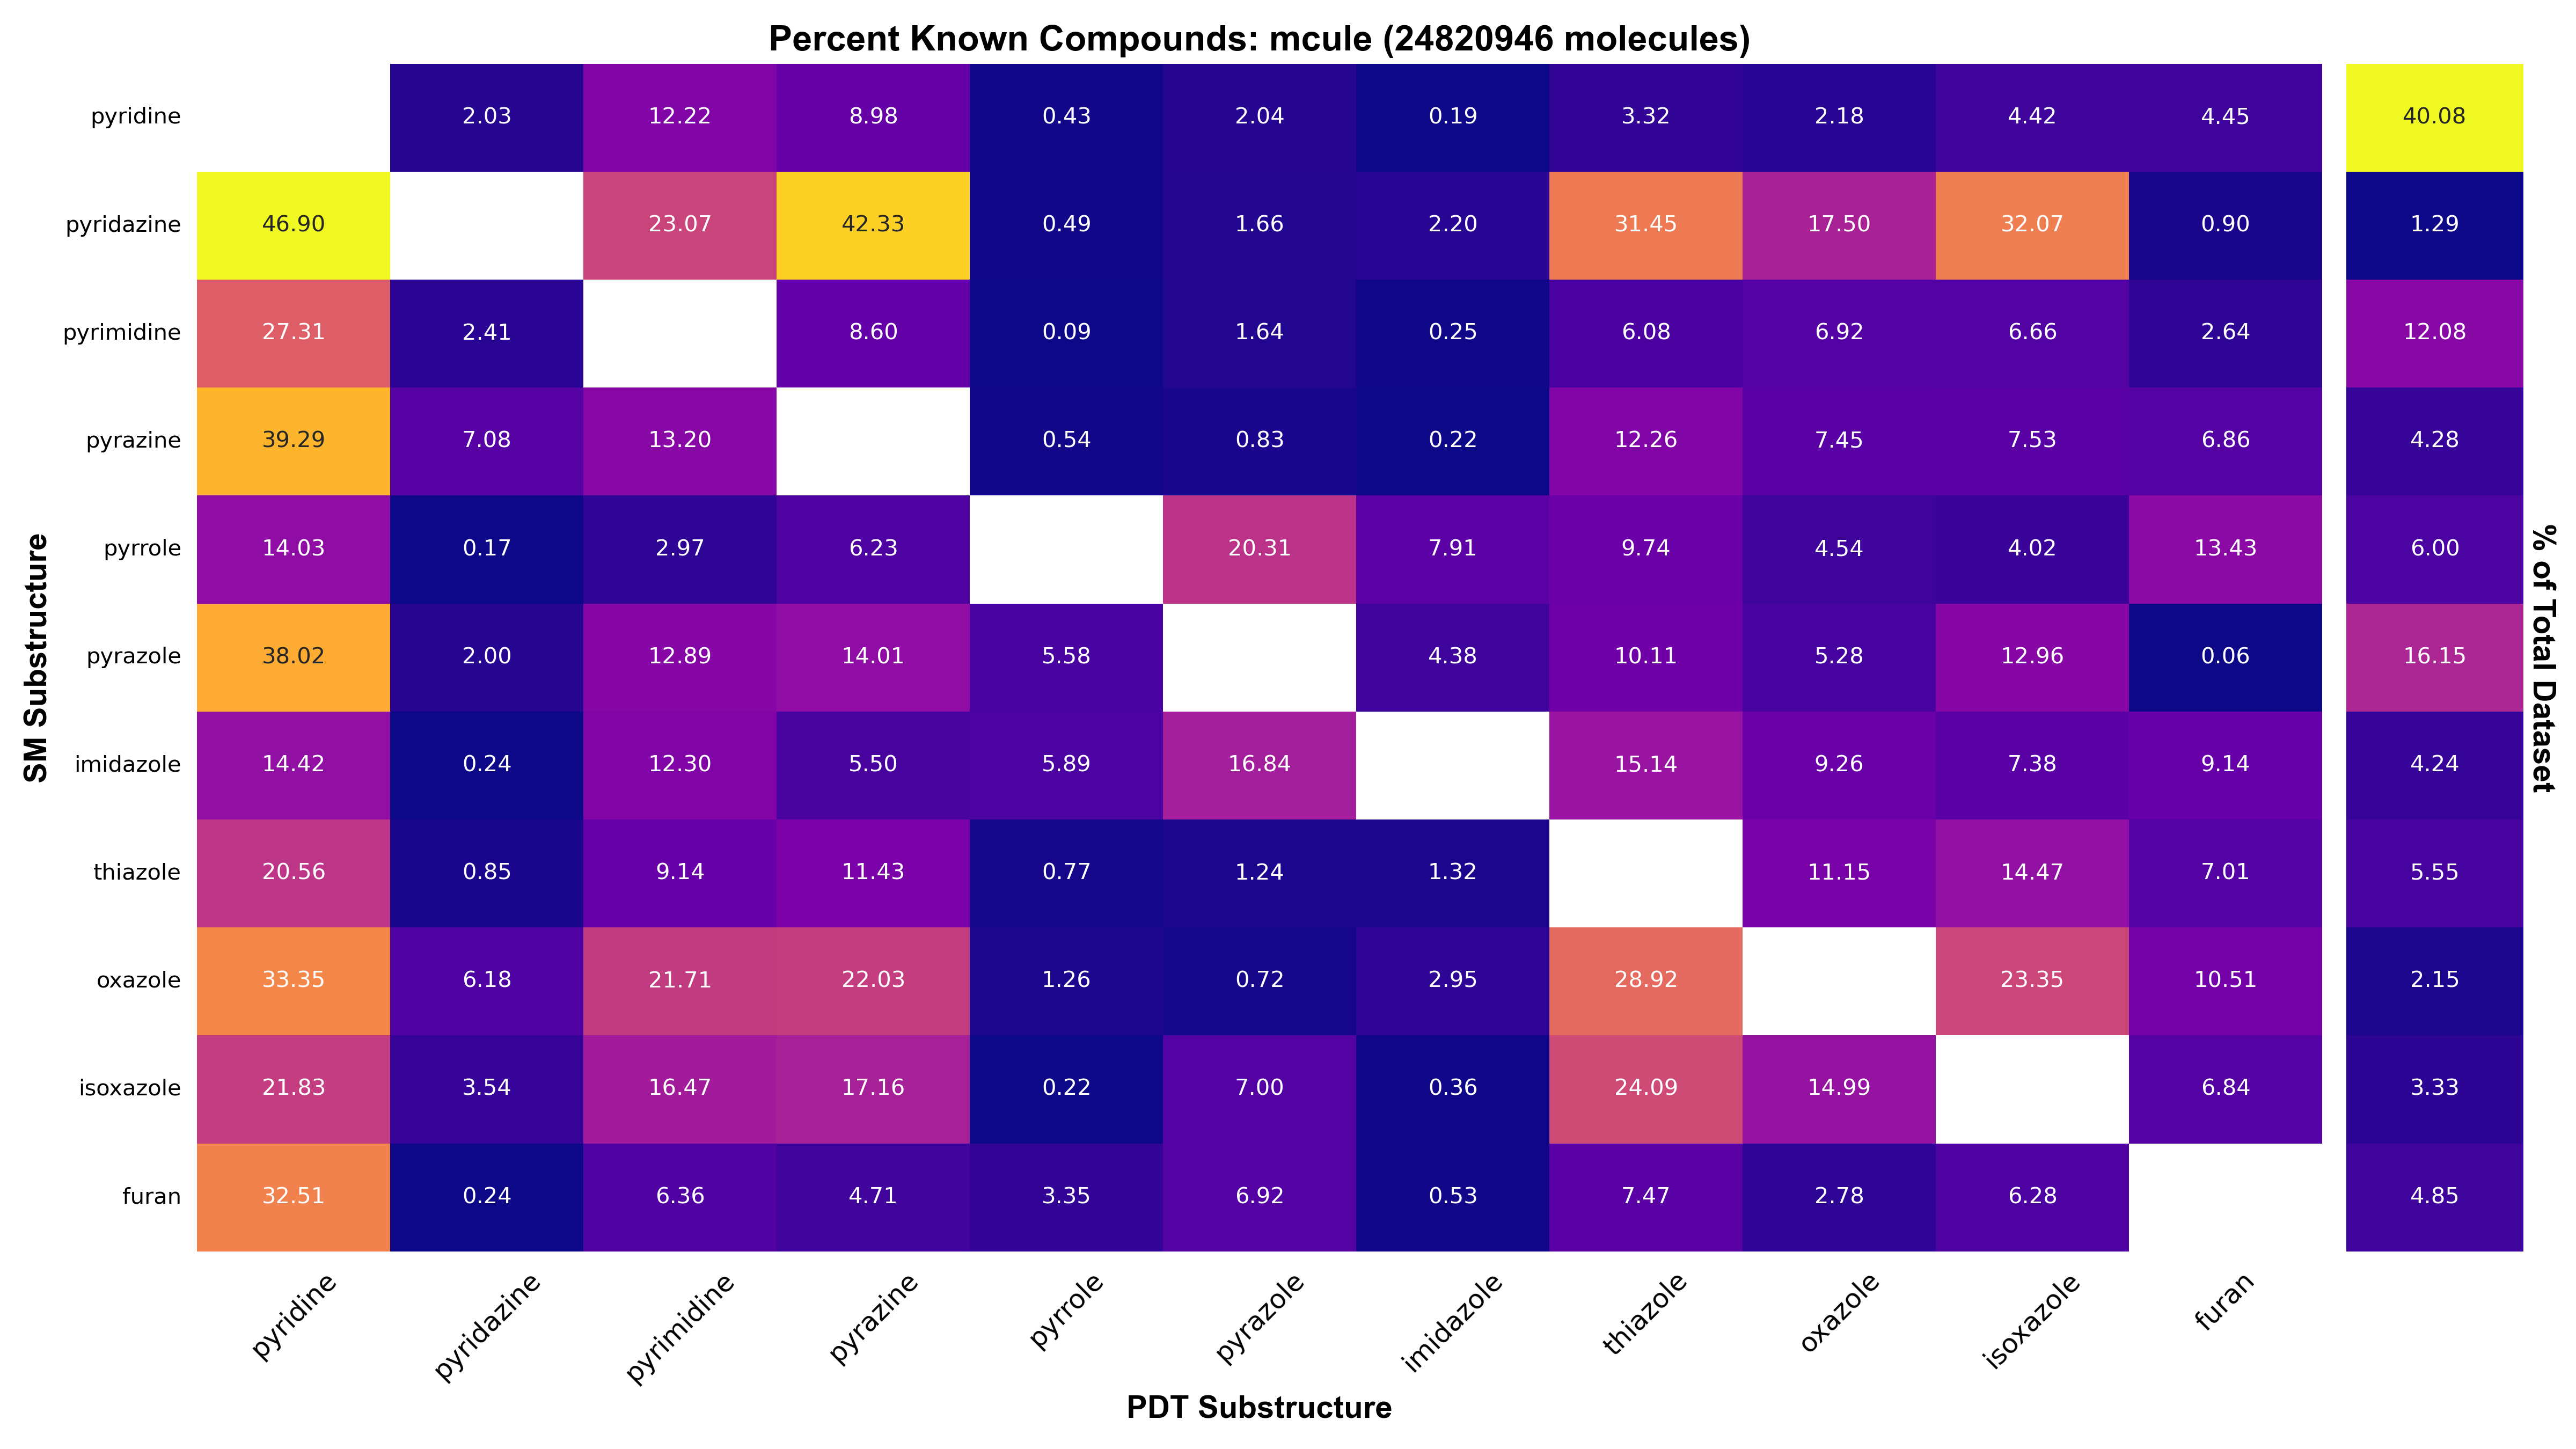 Percent Known Compounds: mcule (24820946 molecules)
pyridine 2.03 12.22 8.98 0.43 2.04 0.19 3.32 2.18 4.42 4.45 40.08
pyridazine 46.90 23.07 42.33 0.49 1.66 2.20 31.45 17.50 32.07 0.90 1.29
pyrimidine 27.31 2.41 8.60 0.09 1.64 0.25 6.08 6.92 6.66 2.64 12.08
pyrazine 39.29 7.08 13.20 0.54 0.83 0.22 12.26 7.45 7.53 6.86 4.28
pyrrole 14.03 0.17 2.97 6.23 20.31 7.91 9.74 4.54 4.02 13.43 6.00
pyrazole 38.02 2.00 12.89 14.01 5.58 4.38 10.11 5.28 12.96 0.06 16.15
imidazole 14.42 0.24 12.30 5.50 5.89 16.84 15.14 9.26 7.38 9.14 4.24
thiazole 20.56 0.85 9.14 11.43 0.77 1.24 1.32 11.15 14.47 7.01 5.55
oxazole 33.35 6.18 21.71 22.03 1.26 0.72 2.95 28.92 23.35 10.51 2.15
isoxazole 21.83 3.54 16.47 17.16 0.22 7.00 0.36 24.09 14.99 6.84 3.33
furan 32.51 0.24 6.36 4.71 3.35 6.92 0.53 7.47 2.78 6.28 4.85
pyridine pyridazine pyrimidine pyrazine pyrrole pyrazole imidazole thiazole oxazole isoxazole furan
PDT Substructure
SM Substructure
% of Total Dataset